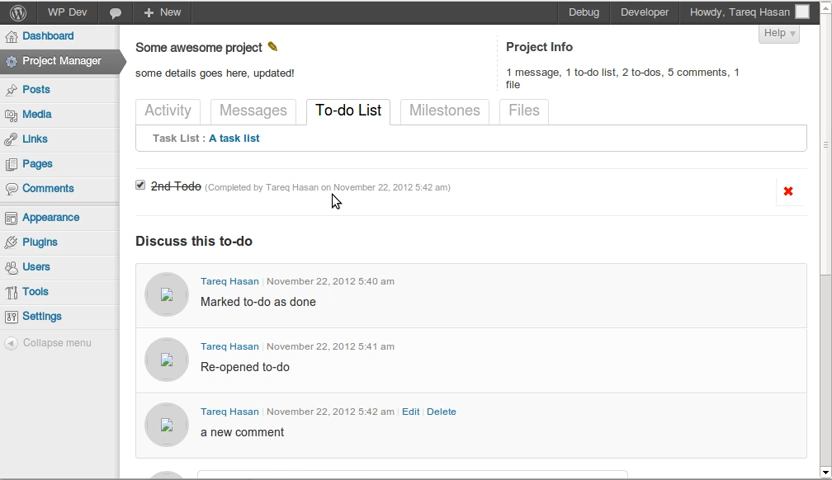 WP Dev
New
Debug
Developer
Howdy, Tareq Hasan
Dashboard
Project Manager
Posts
Media
Links
Pages
Comments
Appearance
Plugins
Users
Tools
Settings
Collapse menu
Help
Some awesome project
some details goes here, updated!
Project Info
1 message, 1 to-do list, 2 to-dos, 5 comments, 1
file
Activity
Messages
To-do List
Milestones
Files
Task List : A task list
2nd Todo (Completed by Tareq Hasan on November 22, 2012 5:42 am)
Discuss this to-do
Tareq Hasan | November 22, 2012 5:40 am
Marked to-do as done
Tareq Hasan | November 22, 2012 5:41 am
Re-opened to-do
Tareq Hasan | November 22, 2012 5:42 am | Edit | Delete
a new comment